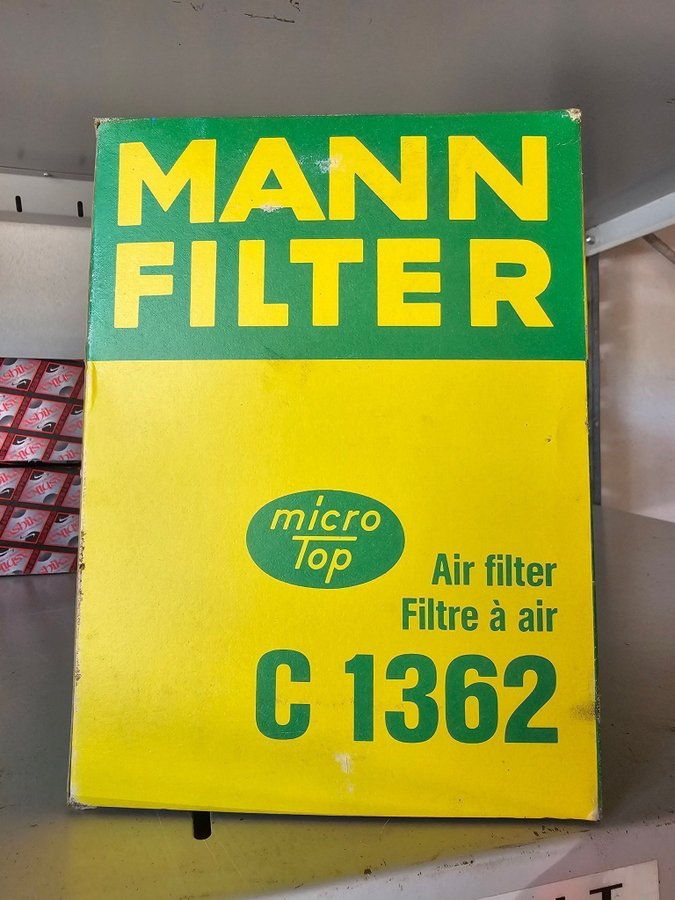 MANN
FILTER
micro
Top
Air filter
Filtre à air
C 1362